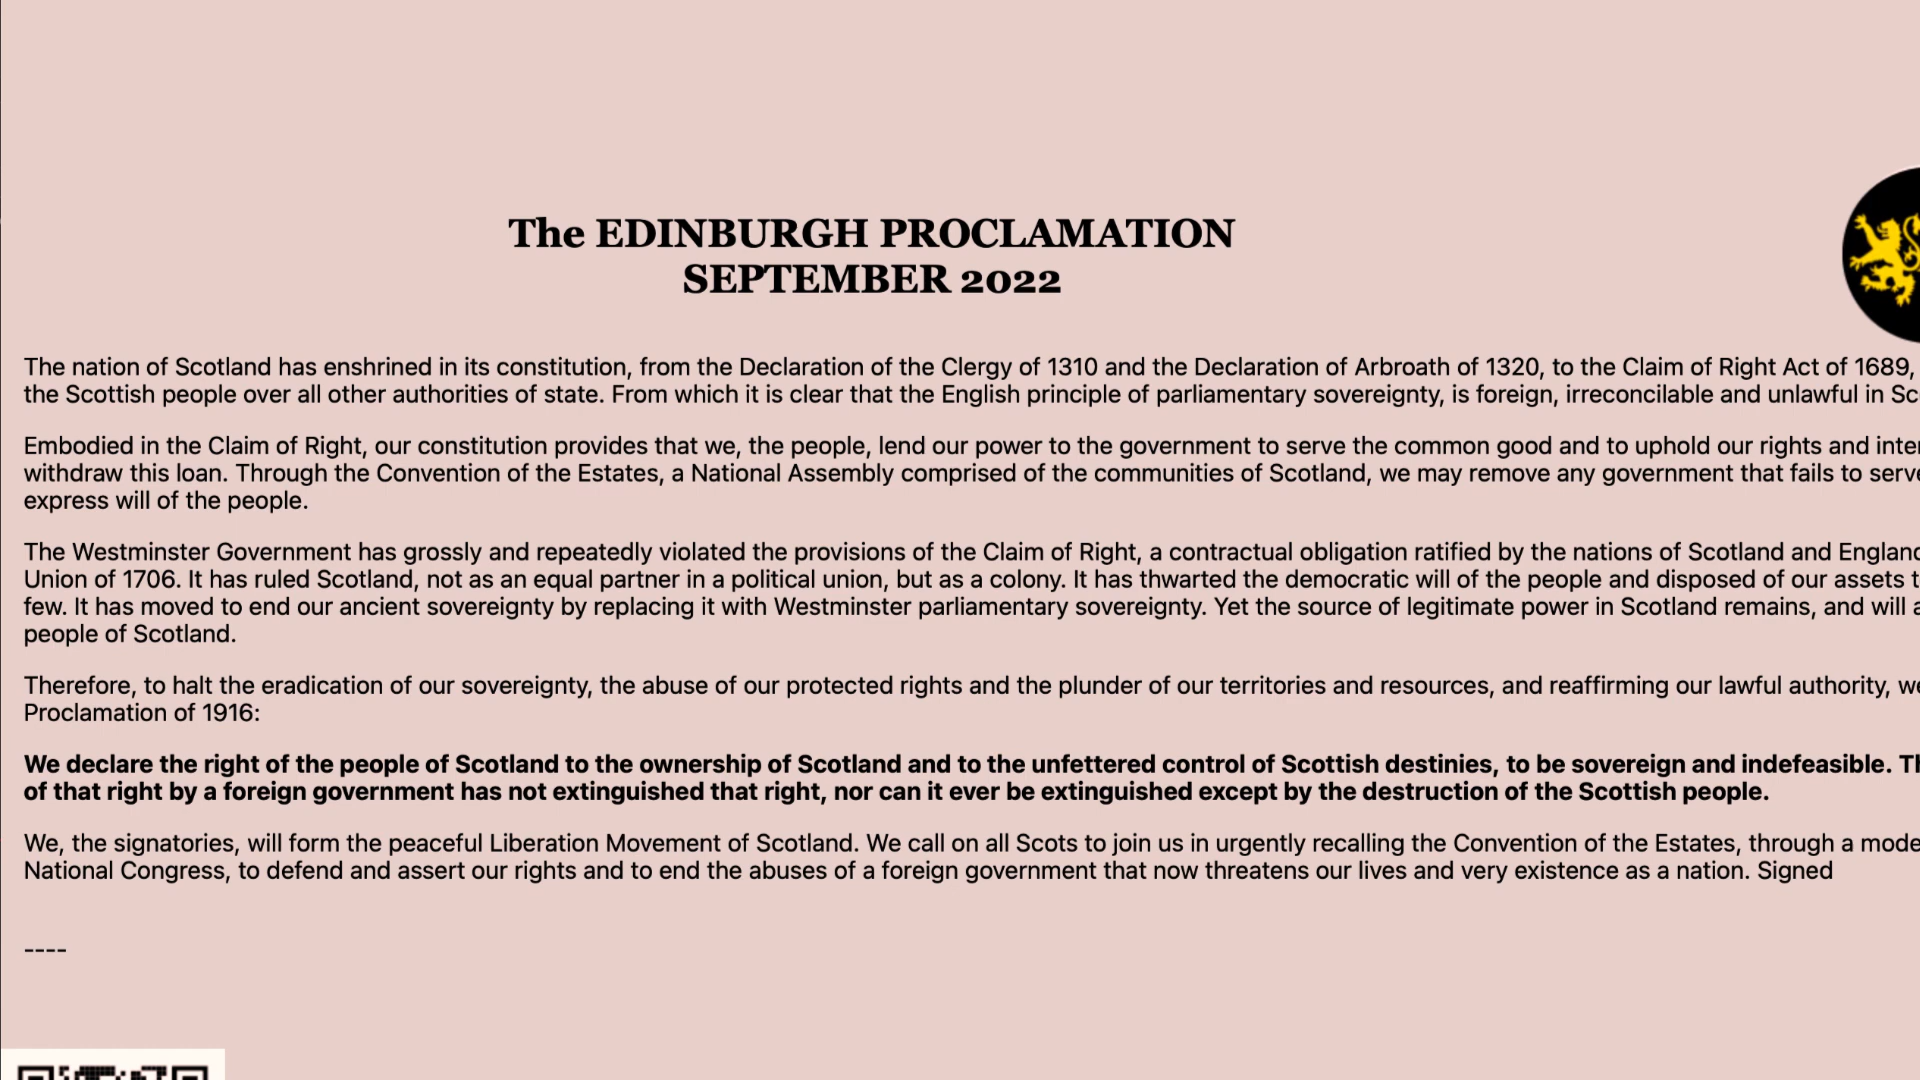 The EDINBURGH PROCLAMATION
SEPTEMBER 2022
The nation of Scotland has enshrined in its constitution, from the Declaration of the Clergy of 1310 and the Declaration of Arbroath of 1320, to the Claim of Right Act of 1689,
the Scottish people over all other authorities of state. From which it is clear that the English principle of parliamentary sovereignty, is foreign, irreconcilable and unlawful in
Embodied in the Claim of Right, our constitution provides that we, the people, lend our power to the government to serve the common good and to uphold our rights and
withdraw this loan. Through the Convention of the Estates, a National Assembly comprised of the communities of Scotland, we may remove any government that fails to
express will of the people.
The Westminster Government has grossly and repeatedly violated the provisions of the Claim of Right, a contractual obligation ratified by the nations of Scotland and
Union of 1706. It has ruled Scotland, not as an equal partner in a political union, but as a colony. It has thwarted the democratic will of the people and disposed of our assets
few. It has moved to end our ancient sovereignty by replacing it with Westminster parliamentary sovereignty. Yet the source of legitimate power in Scotland remains, and will
people of Scotland.
Therefore, to halt the eradication of our sovereignty, the abuse of our protected rights and the plunder of our territories and resources, and reaffirming our lawful authority,
Proclamation of 1916:
We declare the right of the people of Scotland to the ownership of Scotland and to the unfettered control of Scottish destinies, to be sovereign and indefeasible.
of that right by a foreign government has not extinguished that right, nor can it ever be extinguished except by the destruction of the Scottish people.
We, the signatories, will form the peaceful Liberation Movement of Scotland. We call on all Scots to join us in urgently recalling the Convention of the Estates, through a
National Congress, to defend and assert our rights and to end the abuses of a foreign government that now threatens our lives and very existence as a nation. Signed
----